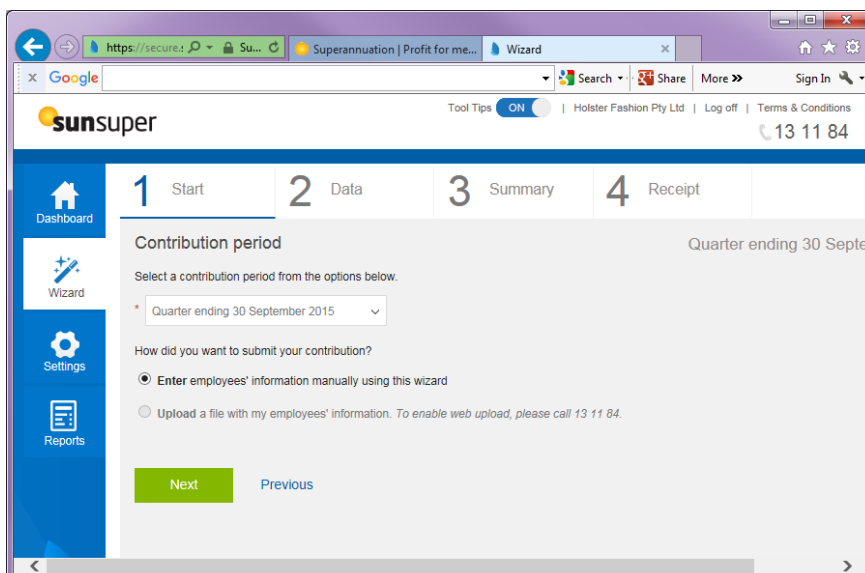 https://secure.s
Su...
Superannuation | Profit for me...
Wizard
x Google
Search
Share
More »
Sign In
sunsuper
Tool Tips ON | Holster Fashion Pty Ltd | Log off | Terms & Conditions
13 11 84
Dashboard
Wizard
Settings
Reports
1 Start
2 Data
3 Summary
4 Receipt
Contribution period
Quarter ending 30 Septe
Select a contribution period from the options below.
* Quarter ending 30 September 2015
How did you want to submit your contribution?
Enter employees' information manually using this wizard
Upload a file with my employees' information. To enable web upload, please call 13 11 84.
Next
Previous